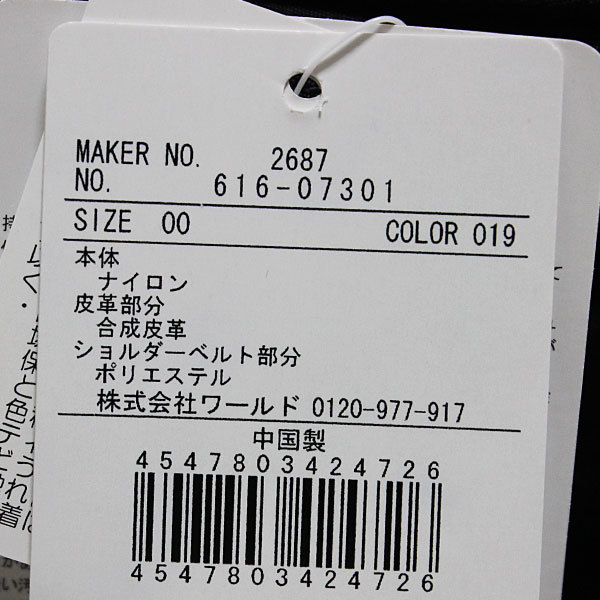 MAKER NO. 2687
NO. 616-07301
SIZE 00 COLOR 019
本体
ナイロン
皮革部分
合成皮革
ショルダーベルト部分
ポリエステル
株式会社ワールド 0120-977-917
中国製
4547803424726
4547803424726